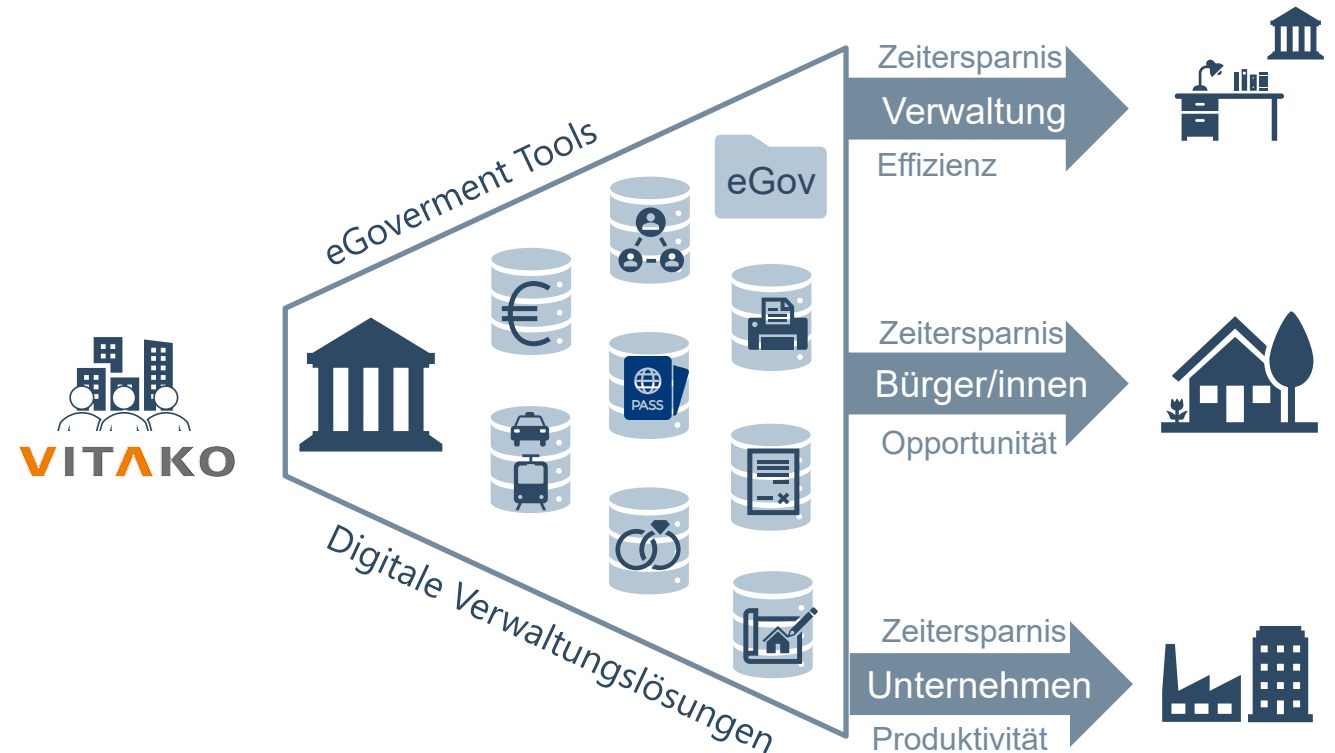 VITAKO
eGoverment Tools
Digitale Verwaltungslösungen
eGov
PASS
Zeitersparnis
Verwaltung
Effizienz
Zeitersparnis
Bürger/innen
Opportunität
Zeitersparnis
Unternehmen
Produktivität